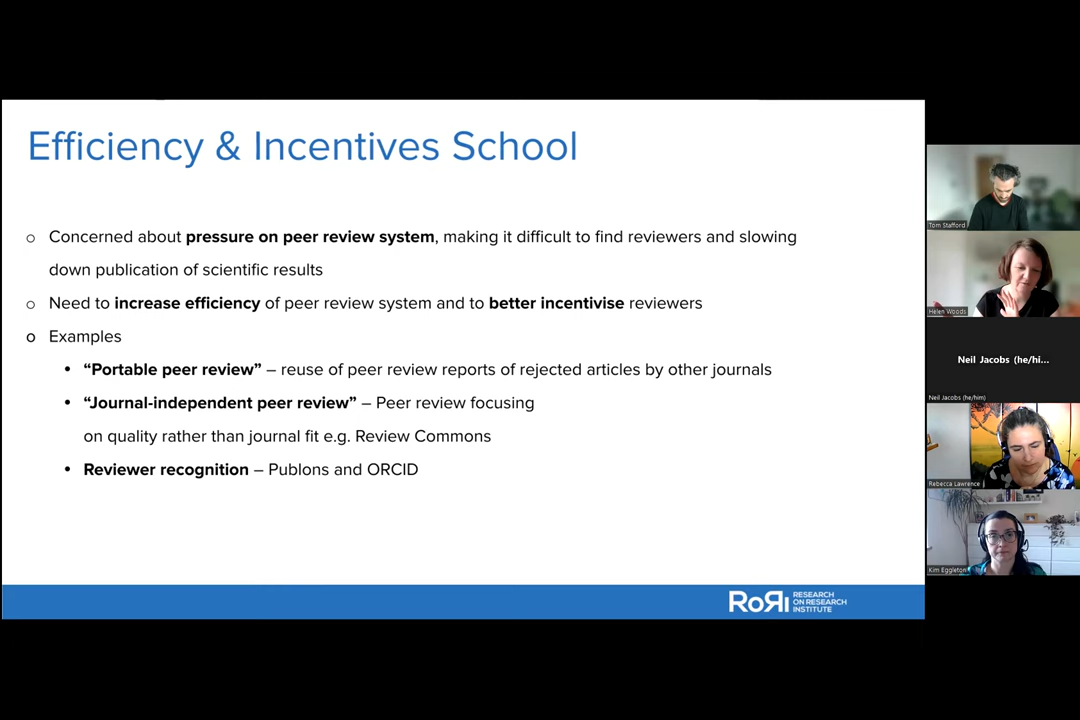 Efficiency & Incentives School
o Concerned about pressure on peer review system, making it difficult to find reviewers and slowing
down publication of scientific results
o Need to increase efficiency of peer review system and to better incentivise reviewers
o Examples
• “Portable peer review” – reuse of peer review reports of rejected articles by other journals
• “Journal-independent peer review” – Peer review focusing
on quality rather than journal fit e.g. Review Commons
• Reviewer recognition – Publons and ORCID
RoRI RESEARCH
ON RESEARCH
INSTITUTE
Tom Stafford
Helen Woods
Neil Jacobs (he/hi...
Neil Jacobs (he/him)
Rebecca Lawrence
Kim Eggleton